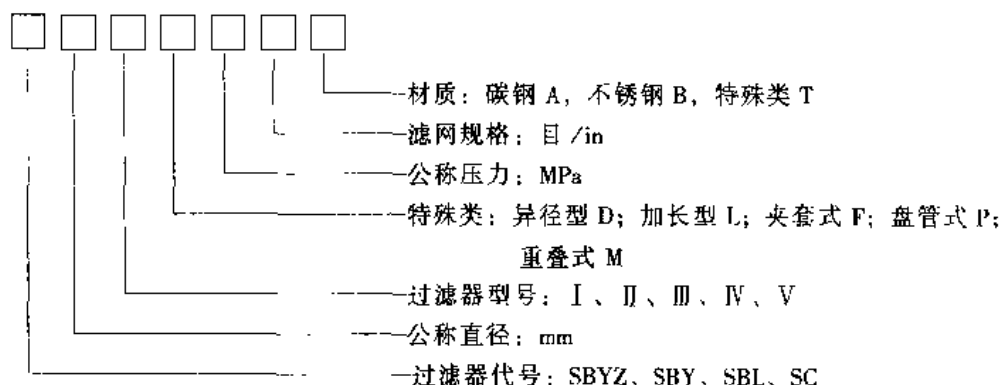 材质：碳钢 A，不锈钢 B，特殊类 T
滤网规格；目/in
公称压力；MPa
特殊类；异径型 D；加长型 L；夹套式 F；盘管式 P；
重叠式 M
过滤器型号；Ⅰ、Ⅱ、Ⅲ、Ⅳ、Ⅴ
公称直径；mm
过滤器代号：SBYZ、SBY、SBL、SC